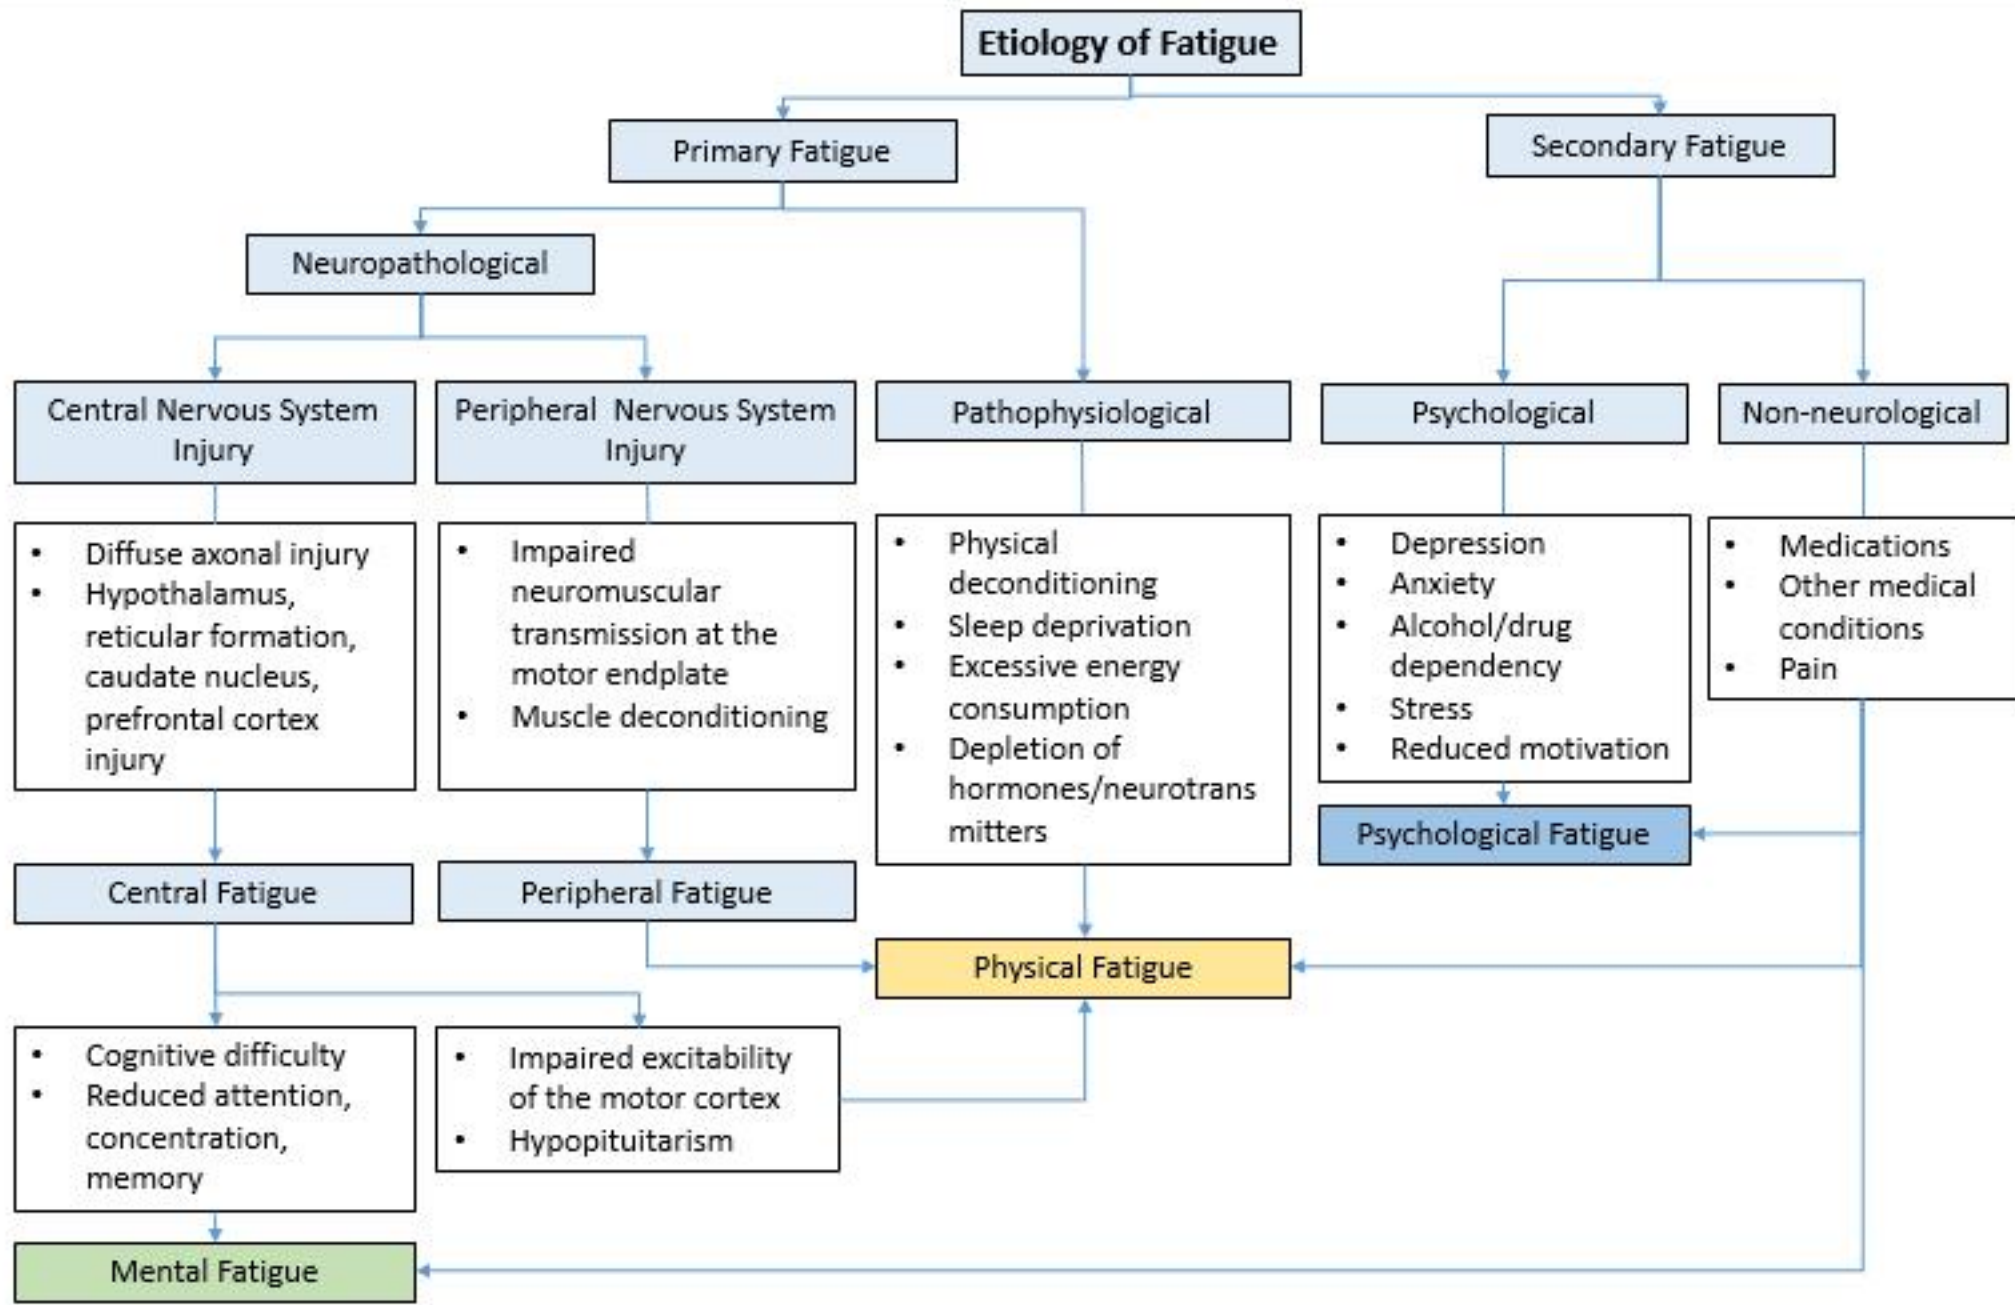 Etiology of Fatigue
Primary Fatigue
Secondary Fatigue
Neuropathological
Central Nervous System
Injury
Peripheral Nervous System
Injury
Pathophysiological
Psychological
Non-neurological
• Diffuse axonal injury
• Hypothalamus,
reticular formation,
caudate nucleus,
prefrontal cortex
injury
• Impaired
neuromuscular
transmission at the
motor endplate
• Muscle deconditioning
• Physical
deconditioning
• Sleep deprivation
• Excessive energy
consumption
• Depletion of
hormones/neurotrans
mitters
• Depression
• Anxiety
• Alcohol/drug
dependency
• Stress
• Reduced motivation
• Medications
• Other medical
conditions
• Pain
Psychological Fatigue
Central Fatigue
Peripheral Fatigue
Physical Fatigue
• Cognitive difficulty
• Reduced attention,
concentration,
memory
• Impaired excitability
of the motor cortex
• Hypopituitarism
Mental Fatigue